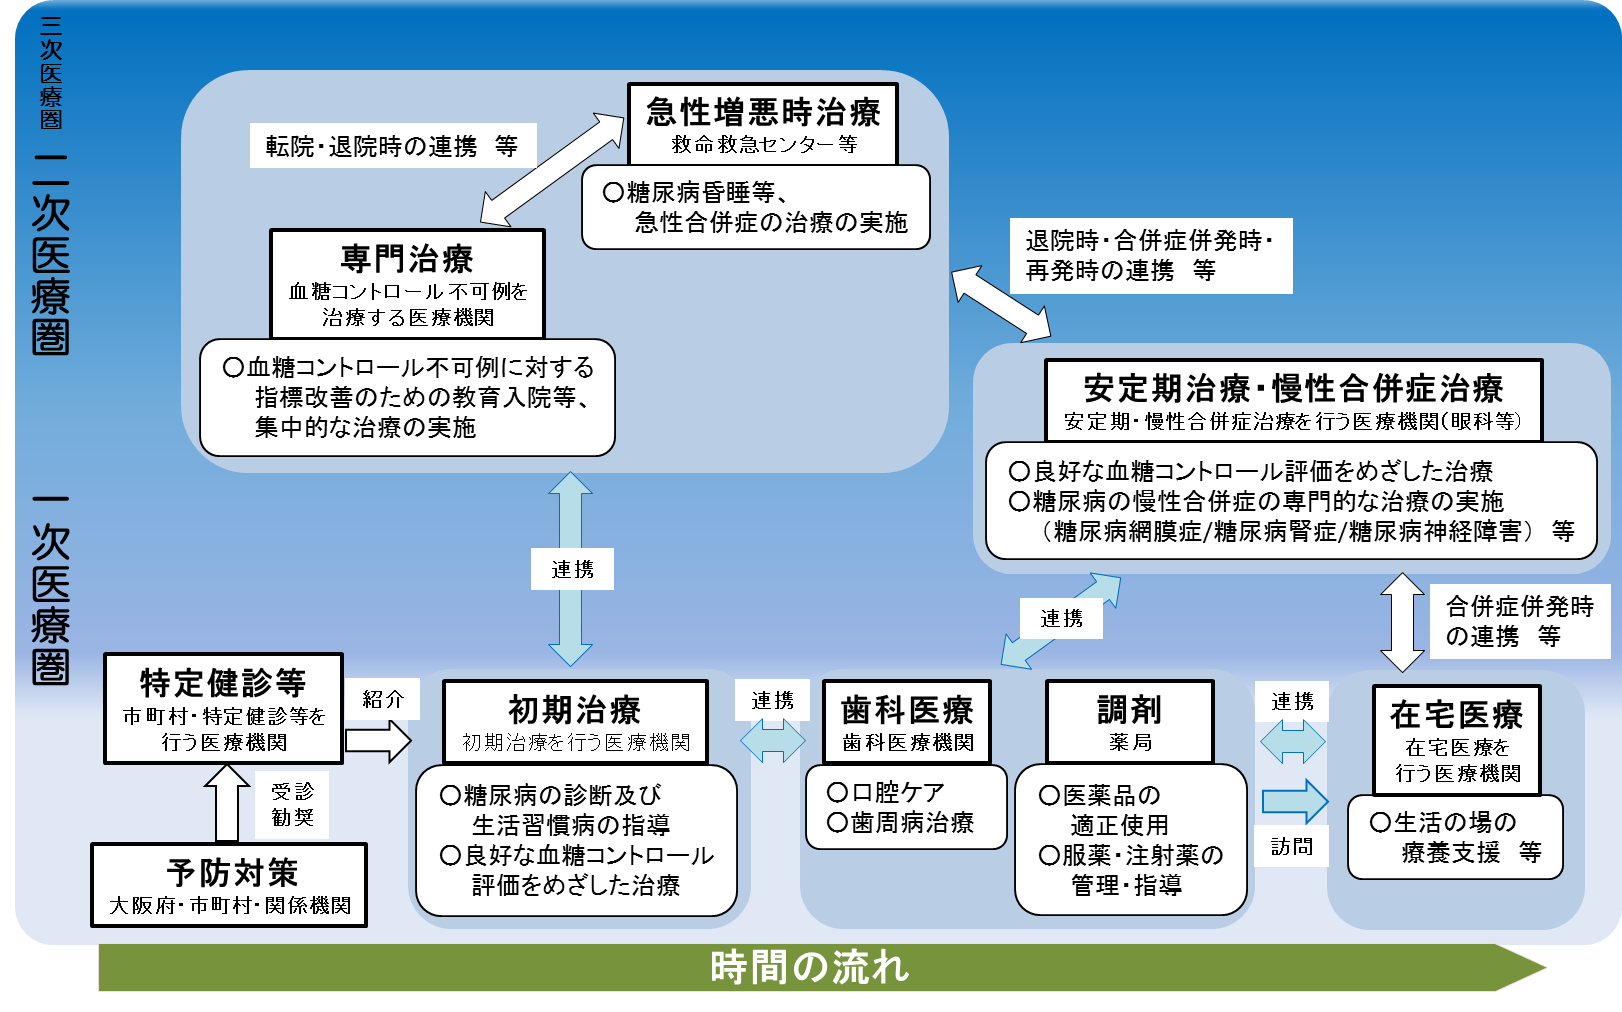 三次医療圏
二次医療圏
一次医療圏
急性増悪時治療
救命救急センター等
〇糖尿病昏睡等、
急性合併症の治療の実施
転院・退院時の連携　等
専門治療
血糖コントロール不可例を
治療する医療機関
〇血糖コントロール不可例に対する
指標改善のための教育入院等、
集中的な治療の実施
退院時・合併症併発時・
再発時の連携　等
安定期治療・慢性合併症治療
安定期・慢性合併症治療を行う医療機関（眼科等）
〇良好な血糖コントロール評価をめざした治療
〇糖尿病の慢性合併症の専門的な治療の実施
（糖尿病網膜症/糖尿病腎症/糖尿病神経障害）　等
連携
連携
合併症併発時
の連携　等
特定健診等
市町村・特定健診等を
行う医療機関
紹介
受診
勧奨
予防対策
大阪府・市町村・関係機関
初期治療
初期治療を行う医療機関
〇糖尿病の診断及び
生活習慣病の指導
〇良好な血糖コントロール
評価をめざした治療
連携
歯科医療
歯科医療機関
〇口腔ケア
〇歯周病治療
調剤
薬局
〇医薬品の
適正使用
〇服薬・注射薬の
管理・指導
連携
訪問
在宅医療
在宅医療を
行う医療機関
〇生活の場の
療養支援　等
時間の流れ